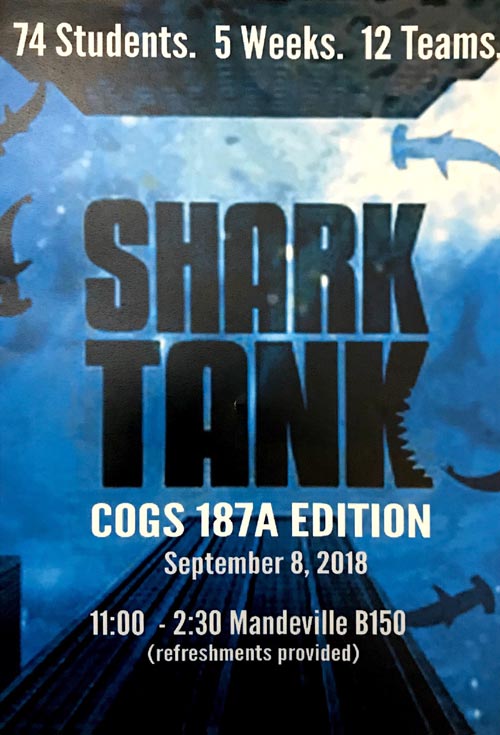 74 Students. 5 Weeks. 12 Teams.
SHARK
TANK
COGS 187A EDITION
September 8, 2018
11:00 - 2:30 Mandeville B150
(refreshments provided)